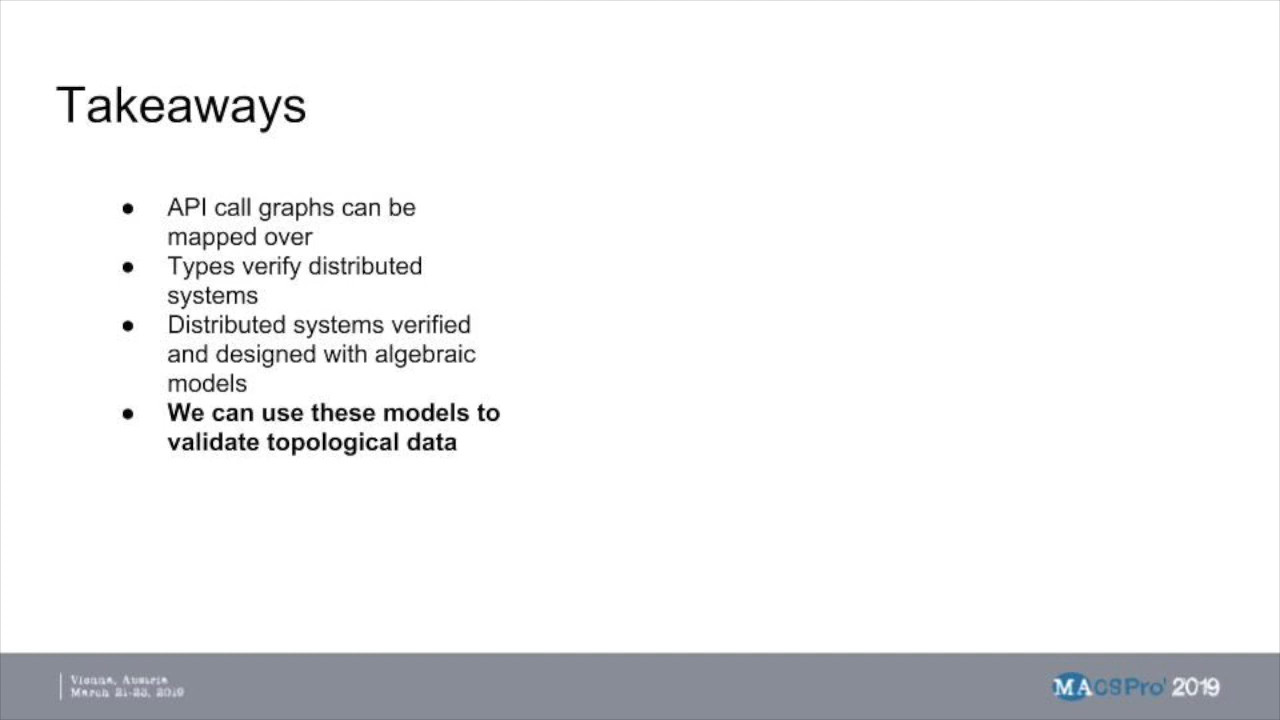 Takeaways
● API call graphs can be
mapped over
● Types verify distributed
systems
● Distributed systems verified
and designed with algebraic
models
● We can use these models to
validate topological data
Vienna, Austria
March 21-23, 2019
MACSPro' 2019